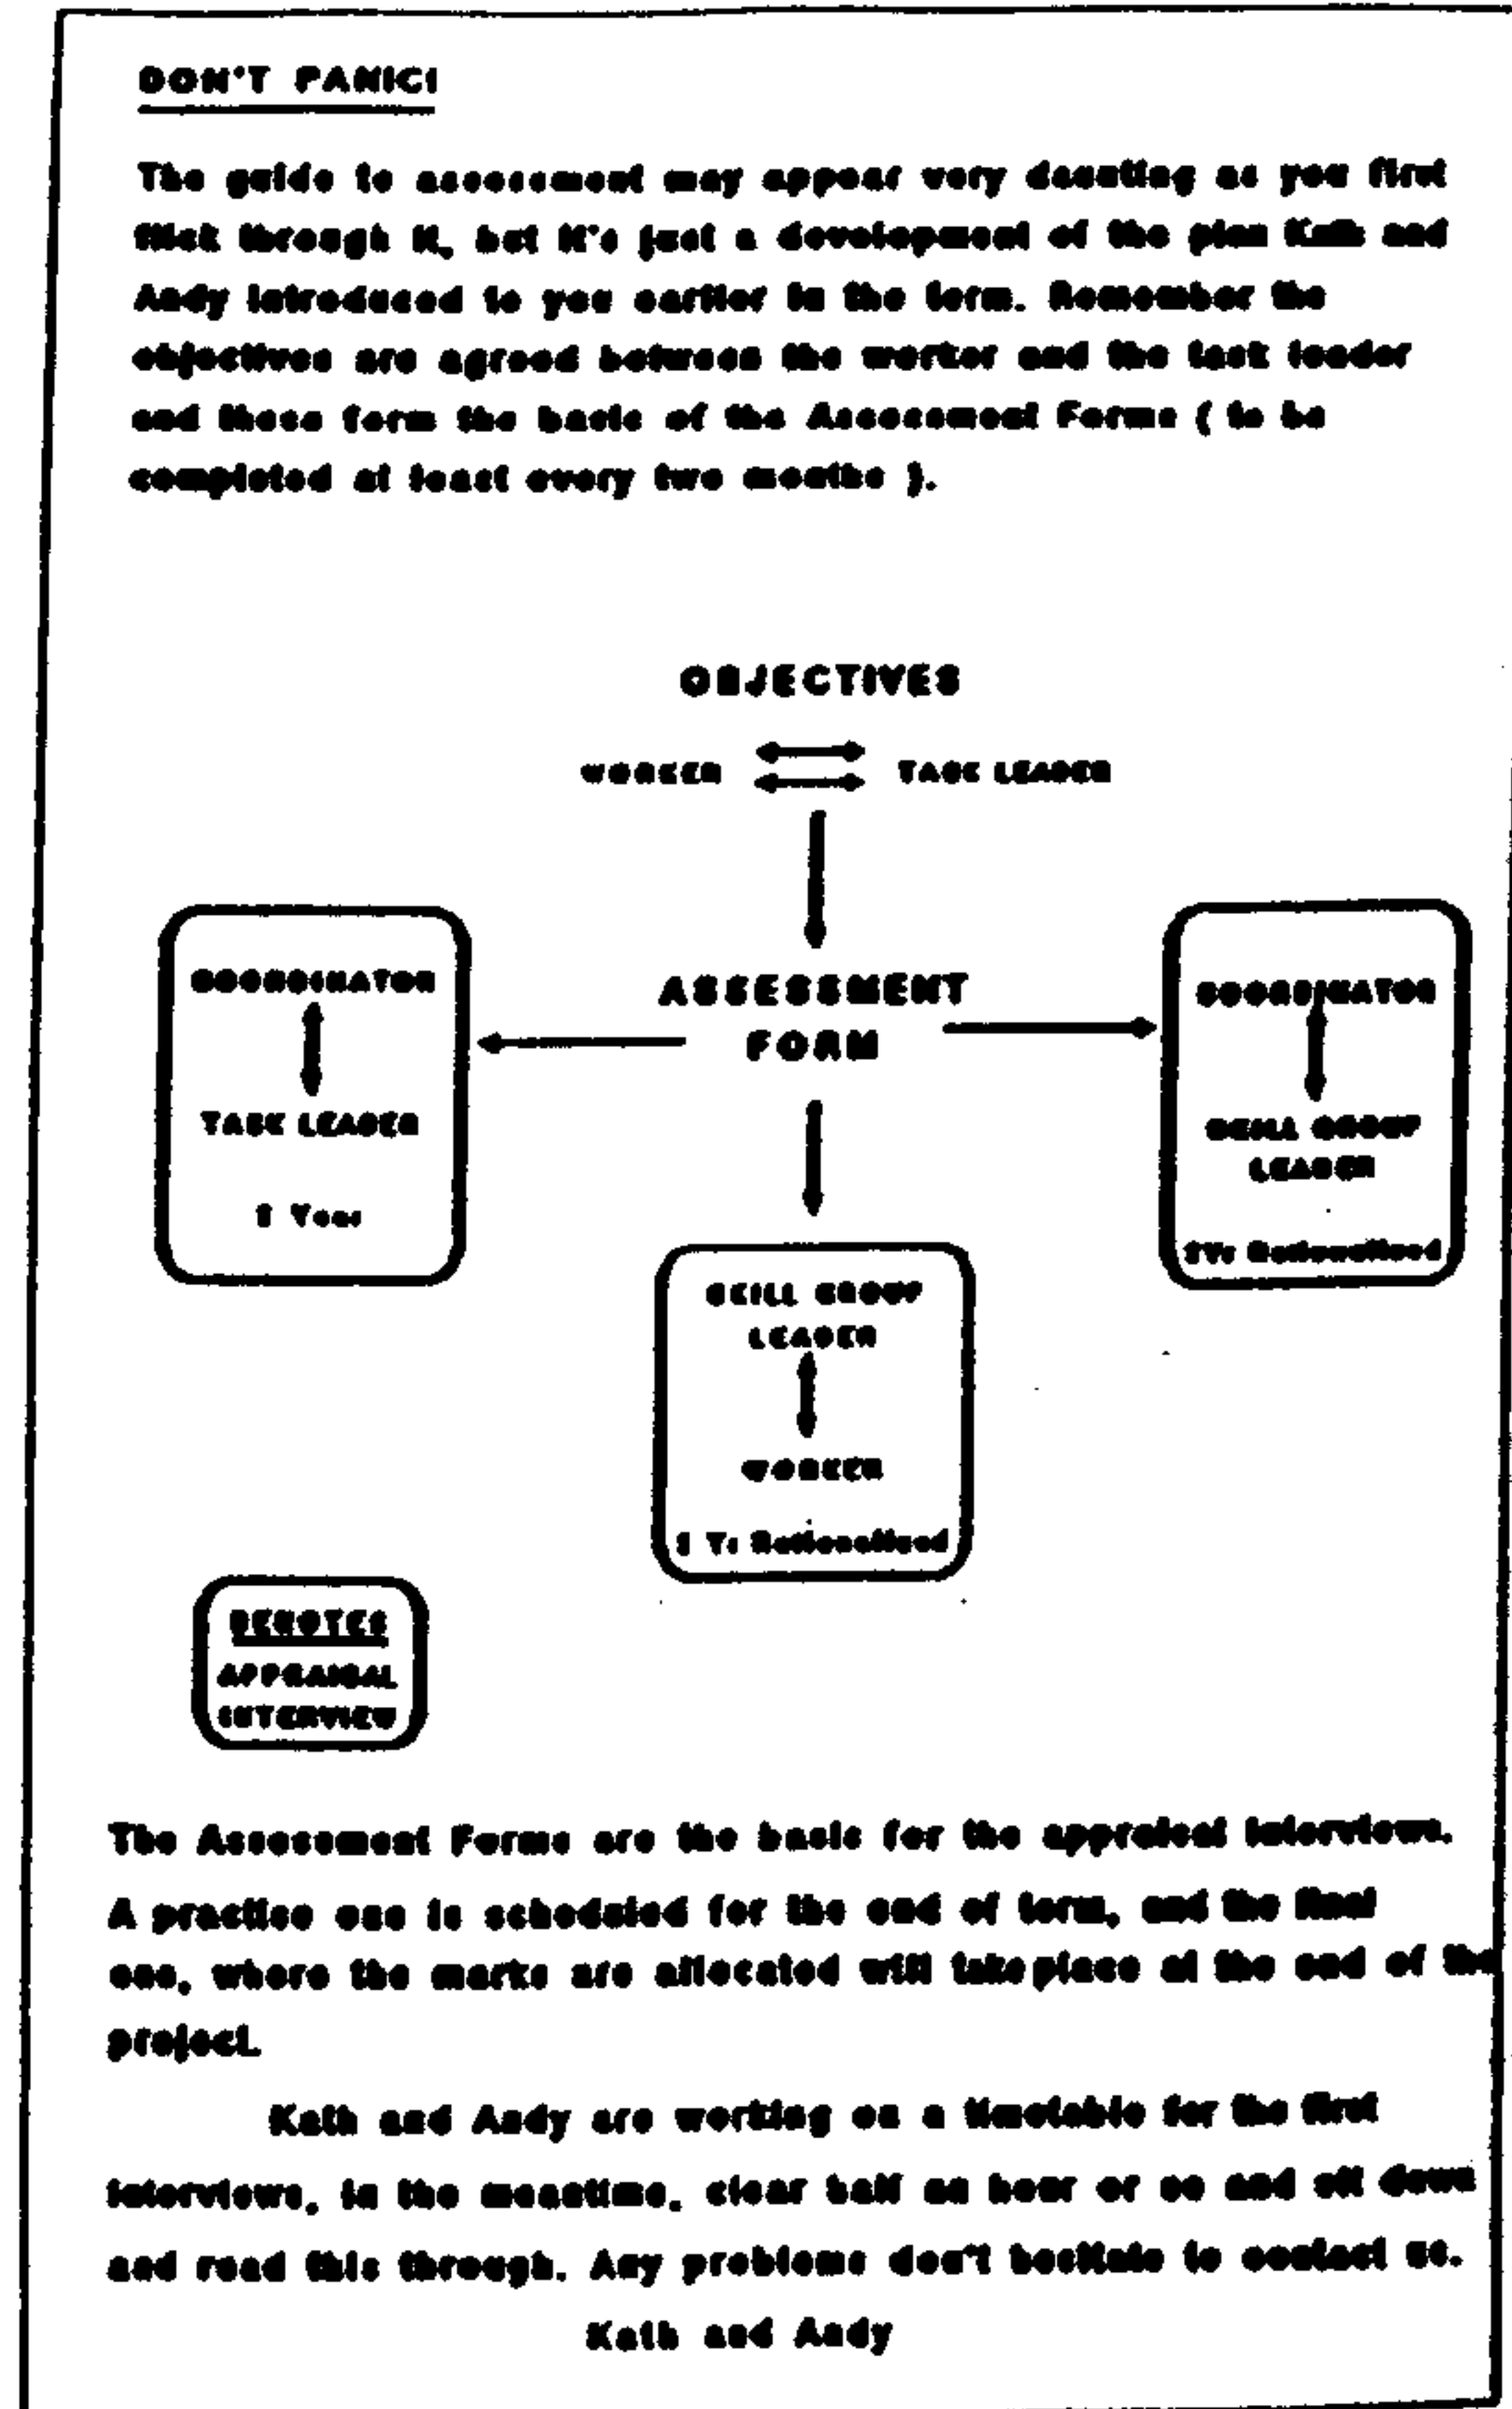 DON'T PANIC!
The guide to assessment may appear very daunting as you first
flick through it, but it's just a development of the plan Kath and
Andy introduced to you earlier in the term. Remember the
objectives are agreed between the worker and the task leader
and these form the basis of the Assessment Forms ( to be
completed at least every two months ).
OBJECTIVES
WORKER TASK LEADER
ASSESSMENT
FORM
COORDINATOR
TASK LEADER
Year
COORDINATOR
SKILL GROUP
LEADER
Rationalised
SKILL GROUP
LEADER
WORKER
Rationalised
DENOTES
APPRAISAL
INTERVIEW
The Assessment Forms are the basis for the appraisal interviews.
A practice one is scheduled for the end of term, and the final
one, where the marks are allocated will take place at the end of the
project.
Kath and Andy are working on a timetable for the first
interviews, in the meantime, clear half an hour or so and sit down
and read this through. Any problems don't hesitate to contact us.
Kath and Andy